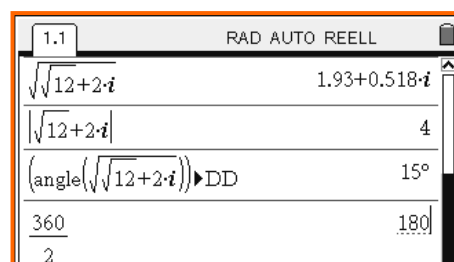 1.1 RAD AUTO REELL
√(√12+2·i) 1.93+0.518·i
|√12+2·i| 4
(angle(√(√12+2·i)))▶DD 15°
360/2 180